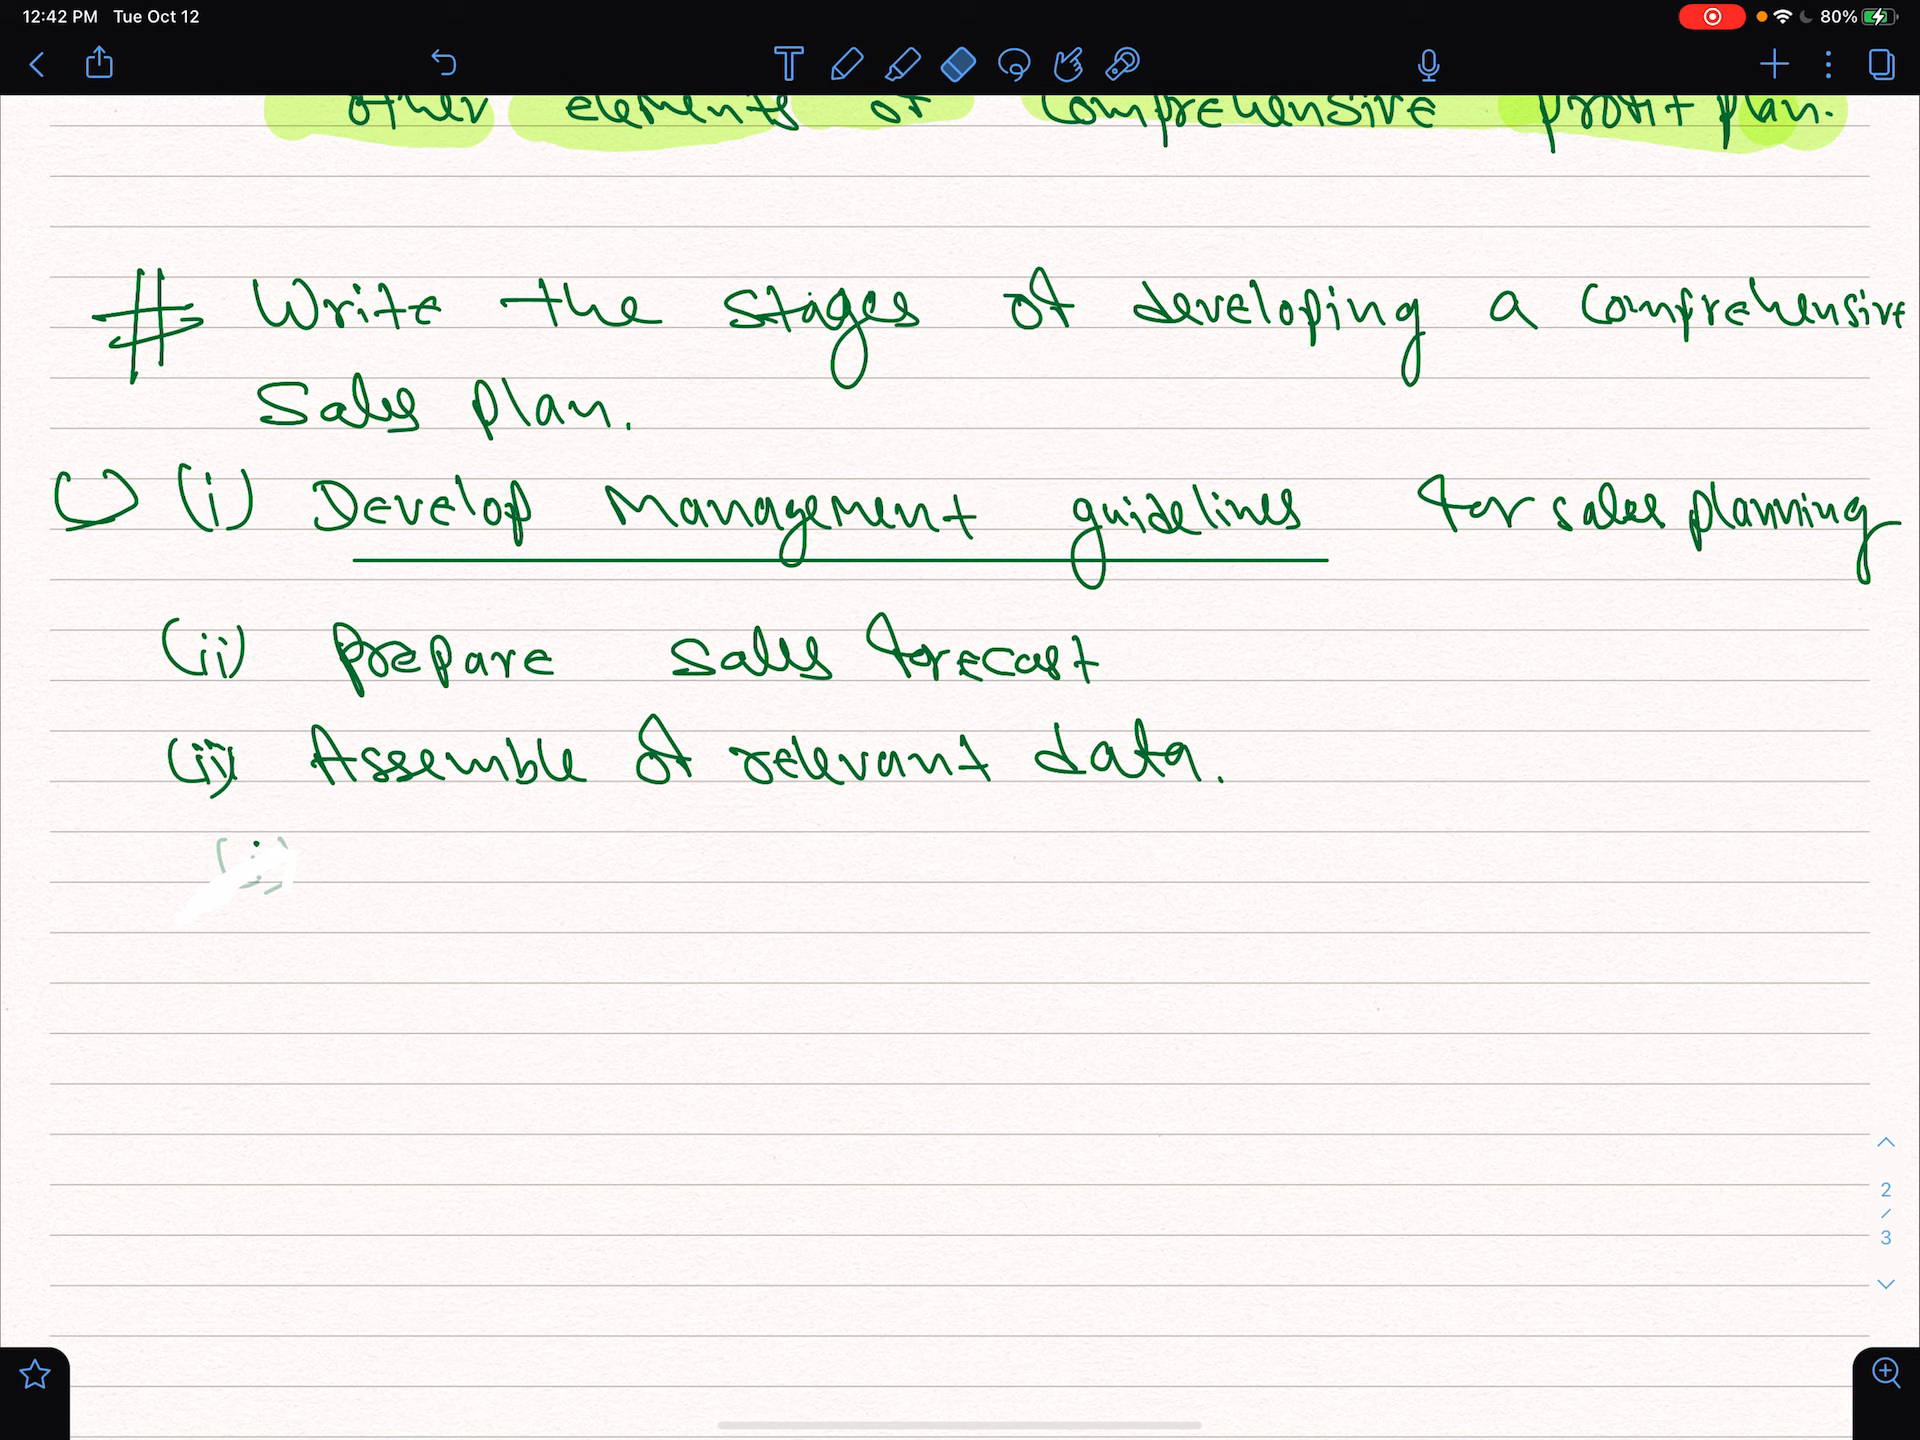 12:42 PM Tue Oct 12
80%
other elements of comprehensive profit plan.
# Write the stages of developing a comprehensive
sales plan.
(i) Develop management guidelines for sales planning
(ii) prepare sales forecast
(iii) Assemble of relevant data.
2
/
3